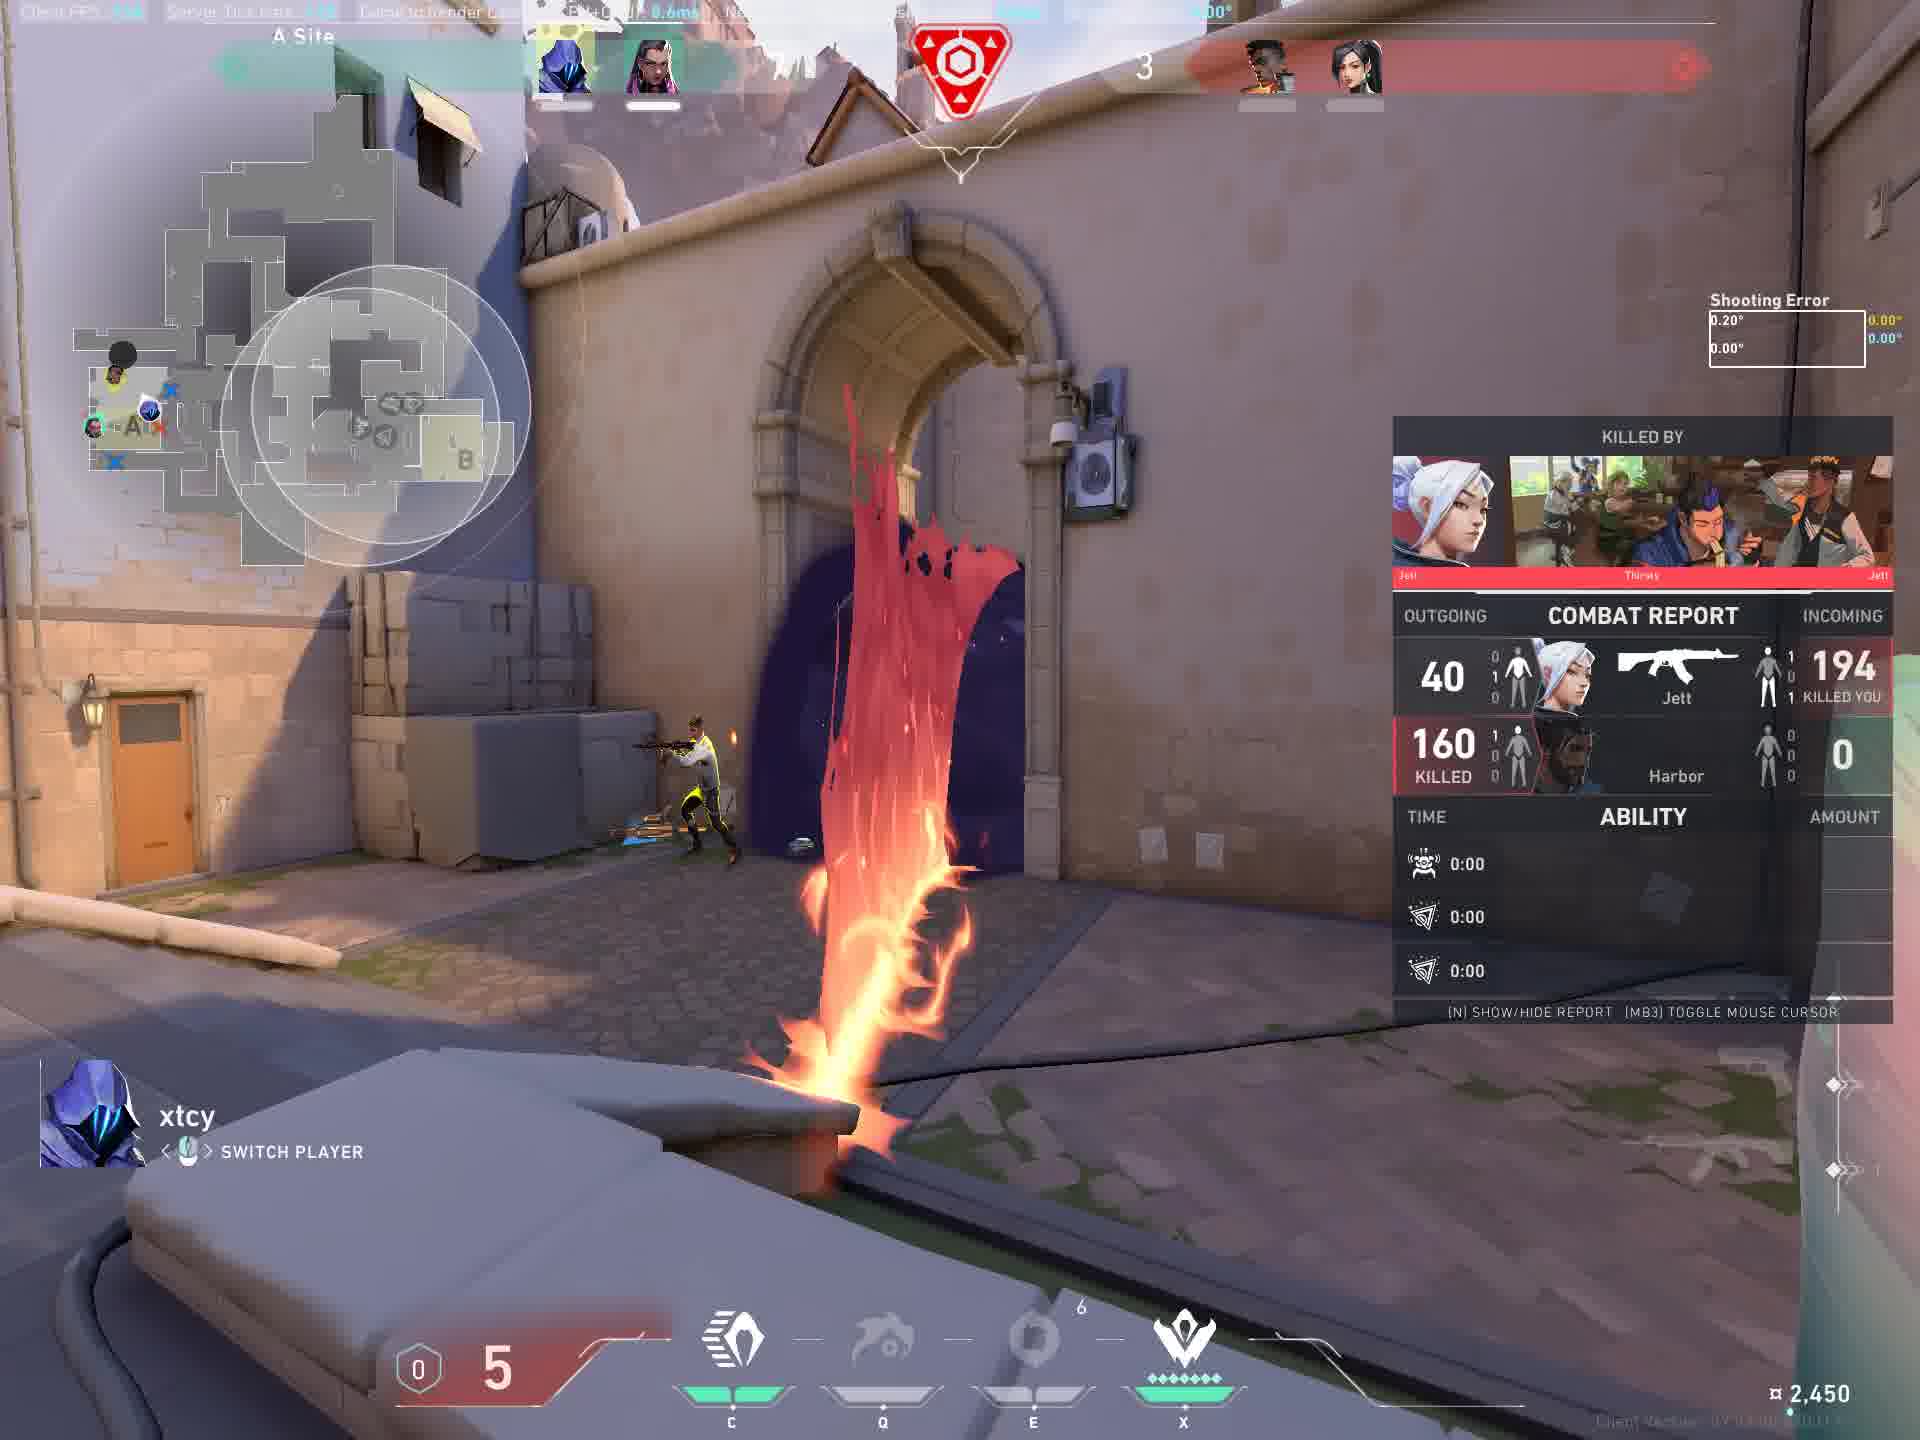 A Site
7
3
Shooting Error
0.20°
0.00°
0.00°
0.00°
A
B
KILLED BY
Jett Thirsty Jett
OUTGOING COMBAT REPORT INCOMING
40 0 1 0 Jett 1 0 1 194 KILLED YOU
160 KILLED 1 0 0 Harbor 0 0 0 0
TIME ABILITY AMOUNT
0:00
0:00
0:00
(N) SHOW/HIDE REPORT (MB3) TOGGLE MOUSE CURSOR
xtcy
< > SWITCH PLAYER
0 5
6
C Q E X
2,450